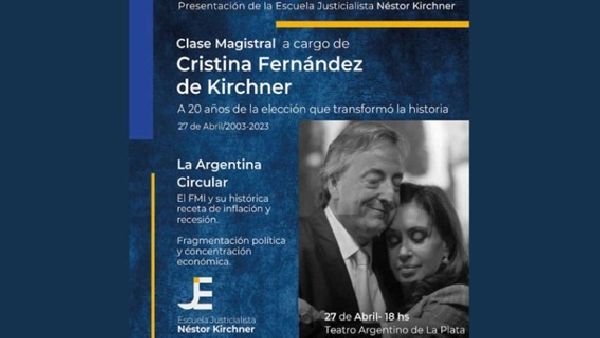 Presentación de la Escuela Justicialista Néstor Kirchner
Clase Magistral a cargo de
Cristina Fernández
de Kirchner
A 20 años de la elección que transformó la historia
27 de Abril/2003-2023
La Argentina
Circular
El FMI y su histórica
receta de inflación y
recesión.
Fragmentación política
y concentración
económica.
JE
Escuela Justicialista
Néstor Kirchner
27 de Abril- 18 hs
Teatro Argentino de La Plata